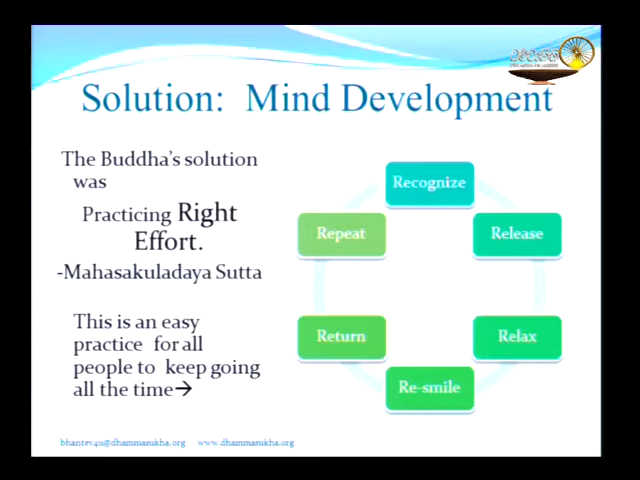 Solution: Mind Development
The Buddha's solution
was
Practicing Right
Effort.
-Mahasakuladaya Sutta
This is an easy
practice for all
people to keep going
all the time→
Recognize
Release
Relax
Re-smile
Return
Repeat
bhantev4u@dhammasukha.org www.dhammasukha.org